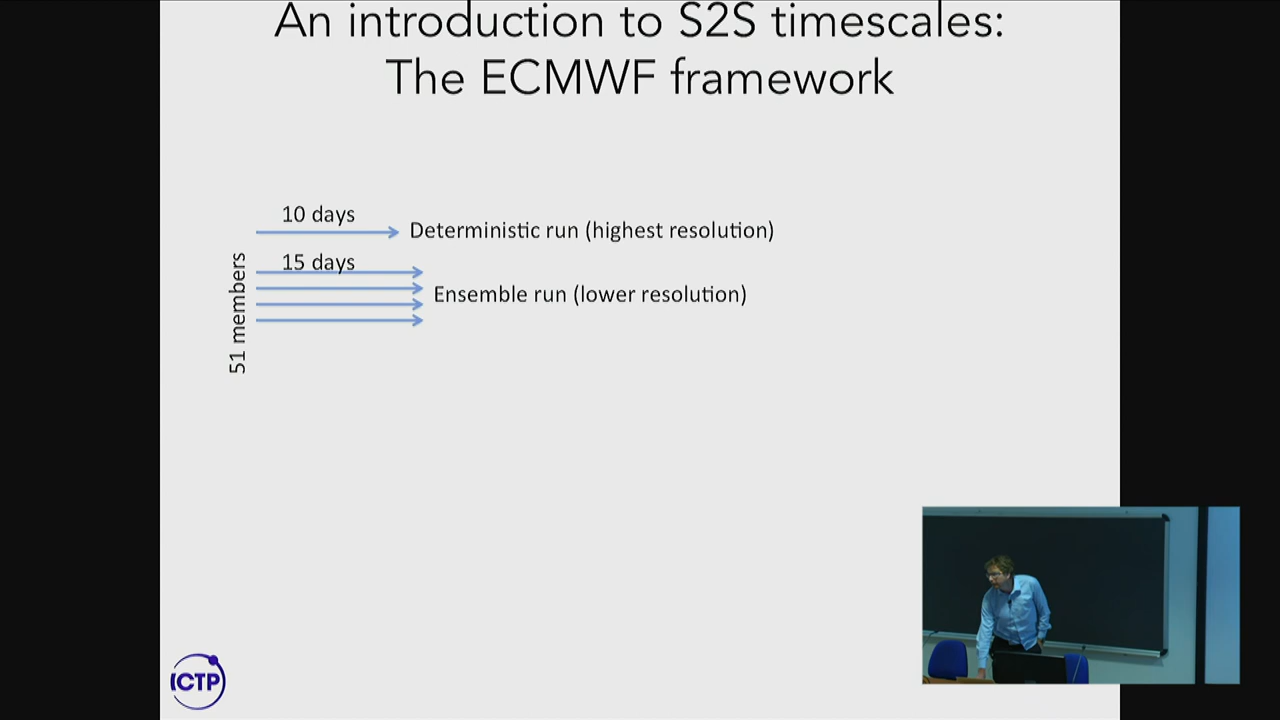 An introduction to S2S timescales:
The ECMWF framework
10 days
Deterministic run (highest resolution)
15 days
Ensemble run (lower resolution)
51 members
ICTP